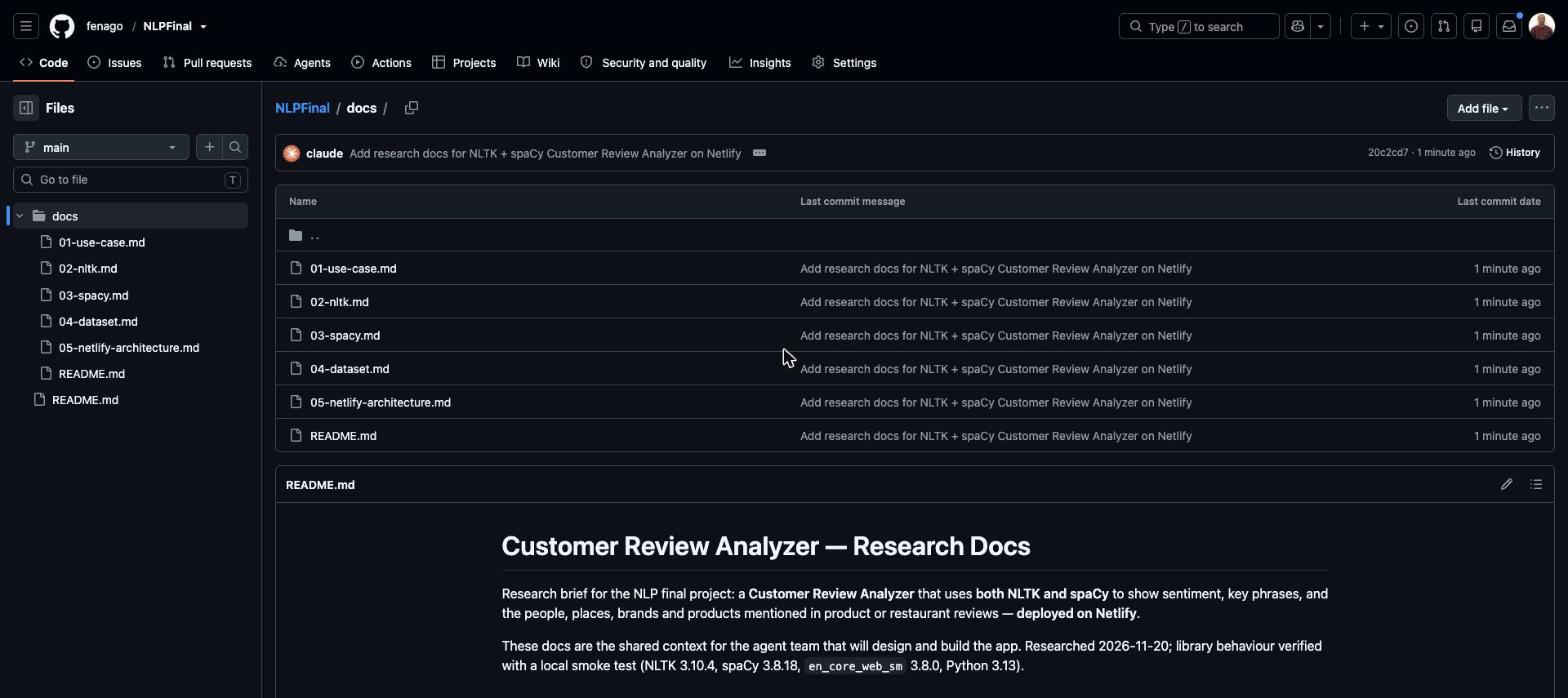 fenago / NLPFinal
Type / to search
Code
Issues
Pull requests
Agents
Actions
Projects
Wiki
Security and quality
Insights
Settings
Files
main
Go to file
T
docs
01-use-case.md
02-nltk.md
03-spacy.md
04-dataset.md
05-netlify-architecture.md
README.md
README.md
NLPFinal / docs /
Add file
claude Add research docs for NLTK + spaCy Customer Review Analyzer on Netlify
20c2cd7 · 1 minute ago
History
Name Last commit message Last commit date
..
01-use-case.md Add research docs for NLTK + spaCy Customer Review Analyzer on Netlify 1 minute ago
02-nltk.md Add research docs for NLTK + spaCy Customer Review Analyzer on Netlify 1 minute ago
03-spacy.md Add research docs for NLTK + spaCy Customer Review Analyzer on Netlify 1 minute ago
04-dataset.md Add research docs for NLTK + spaCy Customer Review Analyzer on Netlify 1 minute ago
05-netlify-architecture.md Add research docs for NLTK + spaCy Customer Review Analyzer on Netlify 1 minute ago
README.md Add research docs for NLTK + spaCy Customer Review Analyzer on Netlify 1 minute ago
README.md
Customer Review Analyzer — Research Docs
Research brief for the NLP final project: a Customer Review Analyzer that uses both NLTK and spaCy to show sentiment, key phrases, and
the people, places, brands and products mentioned in product or restaurant reviews — deployed on Netlify.
These docs are the shared context for the agent team that will design and build the app. Researched 2026-11-20; library behaviour verified
with a local smoke test (NLTK 3.10.4, spaCy 3.8.18, en_core_web_sm 3.8.0, Python 3.13).